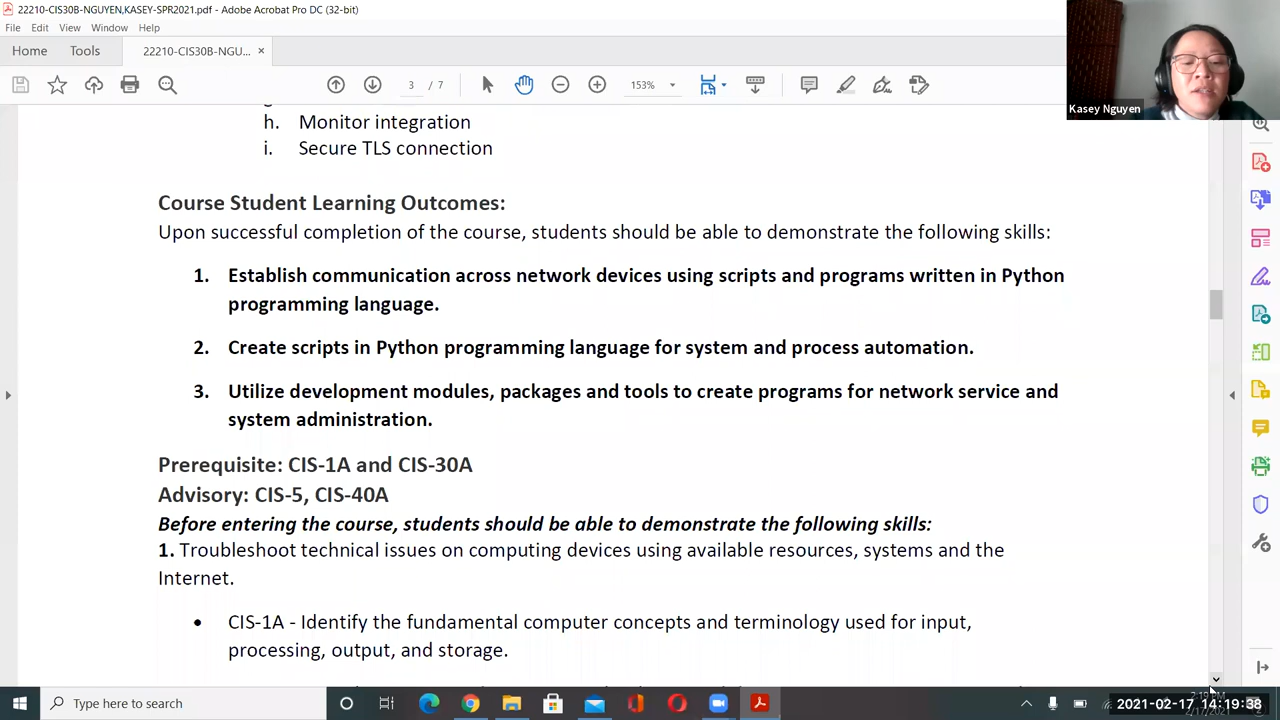 22210-CIS30B-NGUYEN,KASEY-SPR2021.pdf - Adobe Acrobat Pro DC (32-bit)
File Edit View Window Help
Home Tools 22210-CIS30B-NGU... ×
3 / 7 153%
Kasey Nguyen
h. Monitor integration
i. Secure TLS connection
Course Student Learning Outcomes:
Upon successful completion of the course, students should be able to demonstrate the following skills:
1. Establish communication across network devices using scripts and programs written in Python
programming language.
2. Create scripts in Python programming language for system and process automation.
3. Utilize development modules, packages and tools to create programs for network service and
system administration.
Prerequisite: CIS-1A and CIS-30A
Advisory: CIS-5, CIS-40A
Before entering the course, students should be able to demonstrate the following skills:
1. Troubleshoot technical issues on computing devices using available resources, systems and the
Internet.
• CIS-1A - Identify the fundamental computer concepts and terminology used for input,
processing, output, and storage.
Type here to search
2:19 PM
2021-02-17 14:19:38
2/17/2021